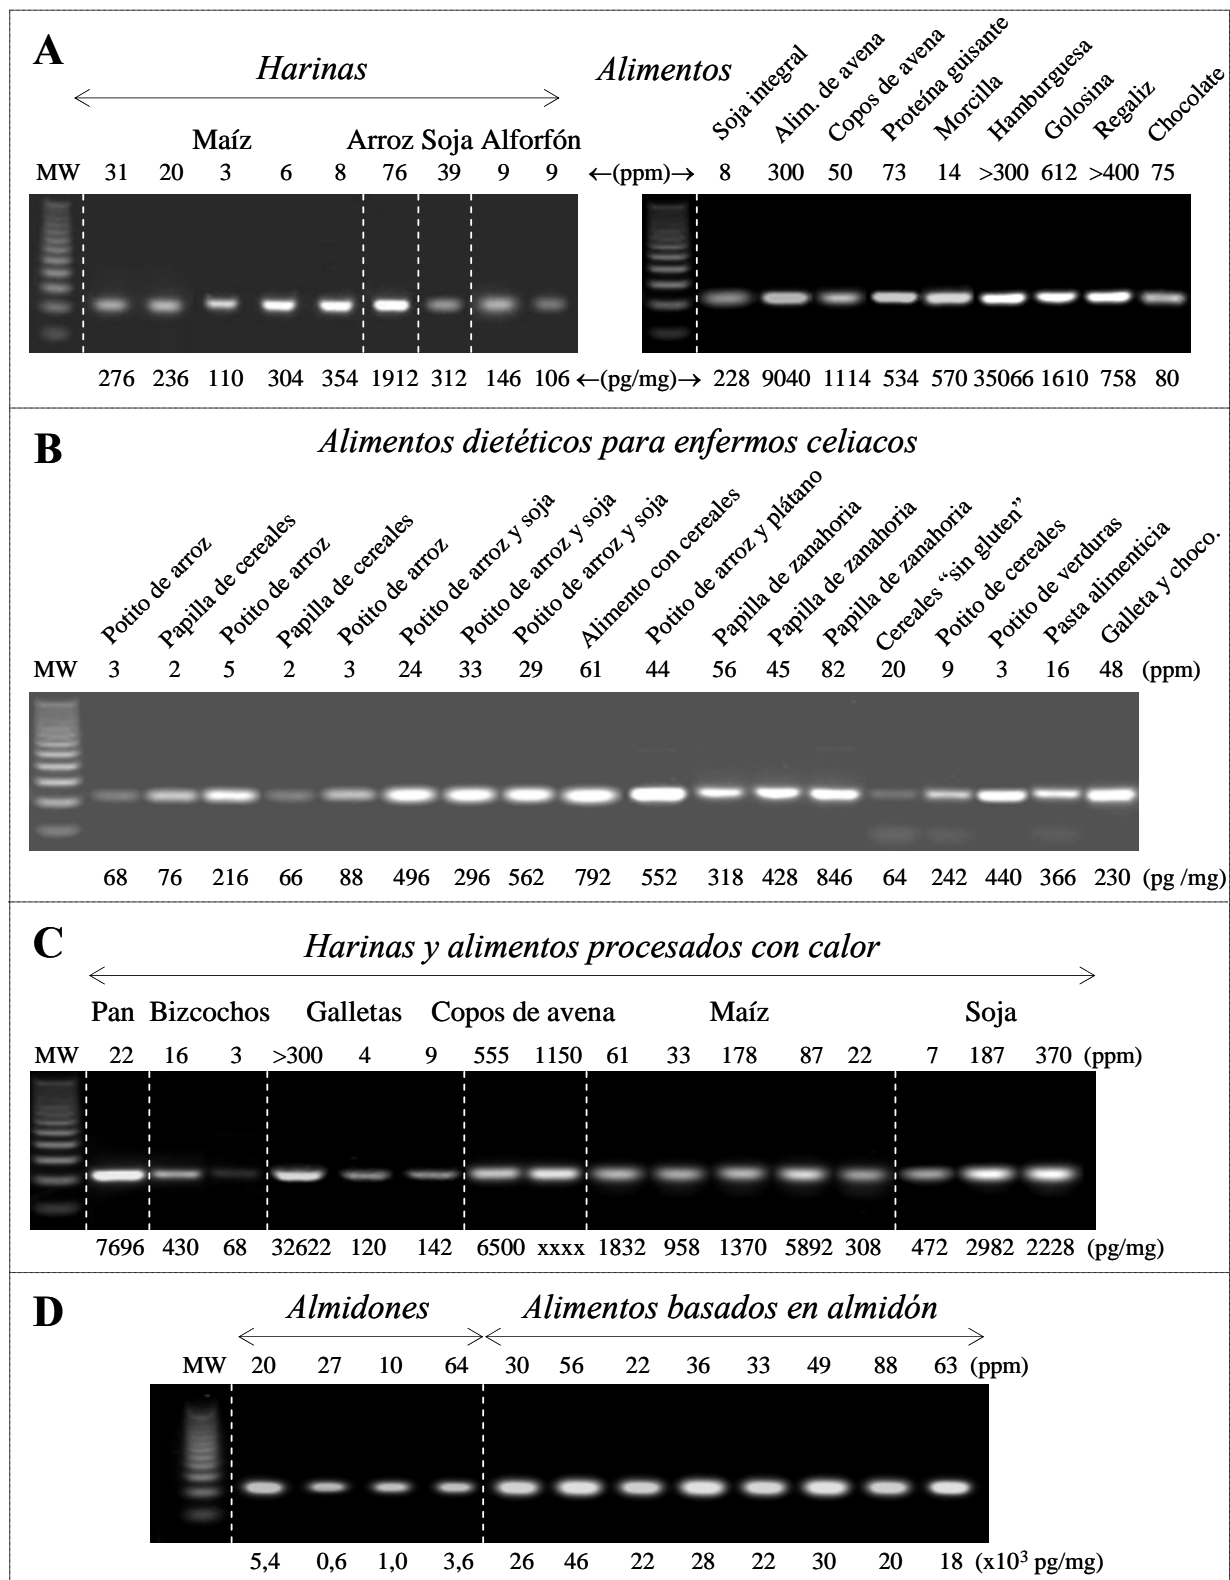 A
Harinas
Alimentos
Soja integral
Alim. de avena
Copos de avena
Proteína guisante
Morcilla
Hamburguesa
Golosina
Regaliz
Chocolate
Maíz Arroz Soja Alforfón
MW 31 20 3 6 8 76 39 9 9 ←(ppm)→ 8 300 50 73 14 >300 612 >400 75
276 236 110 304 354 1912 312 146 106 ←(pg/mg)→ 228 9040 1114 534 570 35066 1610 758 80
B
Alimentos dietéticos para enfermos celiacos
Potito de arroz
Papilla de cereales
Potito de arroz
Papilla de cereales
Potito de arroz
Potito de arroz y soja
Potito de arroz y soja
Potito de arroz y soja
Alimento con cereales
Potito de arroz y plátano
Papilla de zanahoria
Papilla de zanahoria
Papilla de zanahoria
Cereales “sin gluten”
Potito de cereales
Potito de verduras
Pasta alimenticia
Galleta y choco.
MW 3 2 5 2 3 24 33 29 61 44 56 45 82 20 9 3 16 48 (ppm)
68 76 216 66 88 496 296 562 792 552 318 428 846 64 242 440 366 230 (pg /mg)
C
Harinas y alimentos procesados con calor
Pan Bizcochos Galletas Copos de avena Maíz Soja
MW 22 16 3 >300 4 9 555 1150 61 33 178 87 22 7 187 370 (ppm)
7696 430 68 32622 120 142 6500 xxxx 1832 958 1370 5892 308 472 2982 2228 (pg/mg)
D
Almidones Alimentos basados en almidón
MW 20 27 10 64 30 56 22 36 33 49 88 63 (ppm)
5,4 0,6 1,0 3,6 26 46 22 28 22 30 20 18 (x10³ pg/mg)